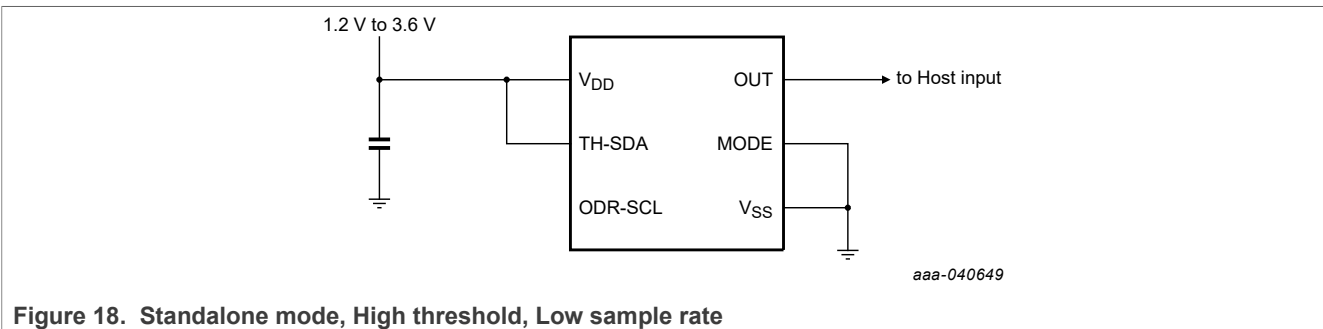 1.2 V to 3.6 V
VDD
OUT
to Host input
TH-SDA
MODE
ODR-SCL
VSS
aaa-040649
Figure 18. Standalone mode, High threshold, Low sample rate